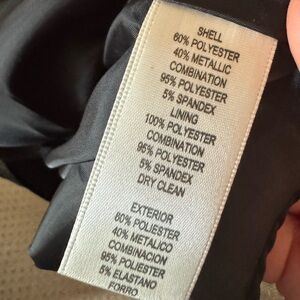 SHELL
60% POLYESTER
40% METALLIC
COMBINATION
95% POLYESTER
5% SPANDEX
LINING
100% POLYESTER
COMBINATION
95% POLYESTER
5% SPANDEX
DRY CLEAN
EXTERIOR
60% POLIESTER
40% METALICO
COMBINACION
95% POLIESTER
5% ELASTANO
FORRO